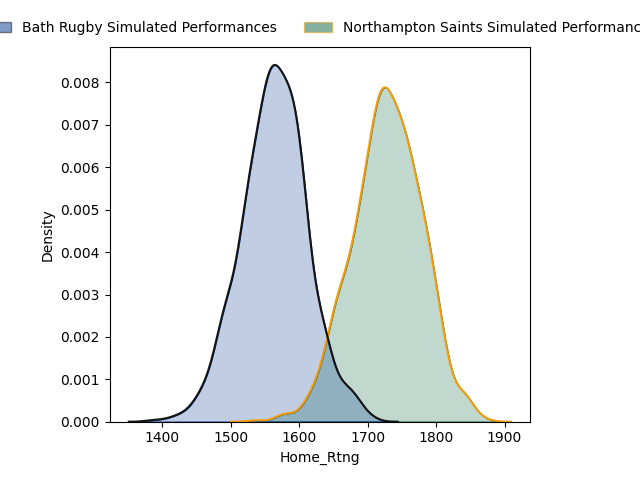 Bath Rugby Simulated Performances
Northampton Saints Simulated Performanc
0.008
0.007
0.006
0.005
0.004
0.003
0.002
0.001
0.000
Density
1400 1500 1600 1700 1800 1900
Home_Rtng